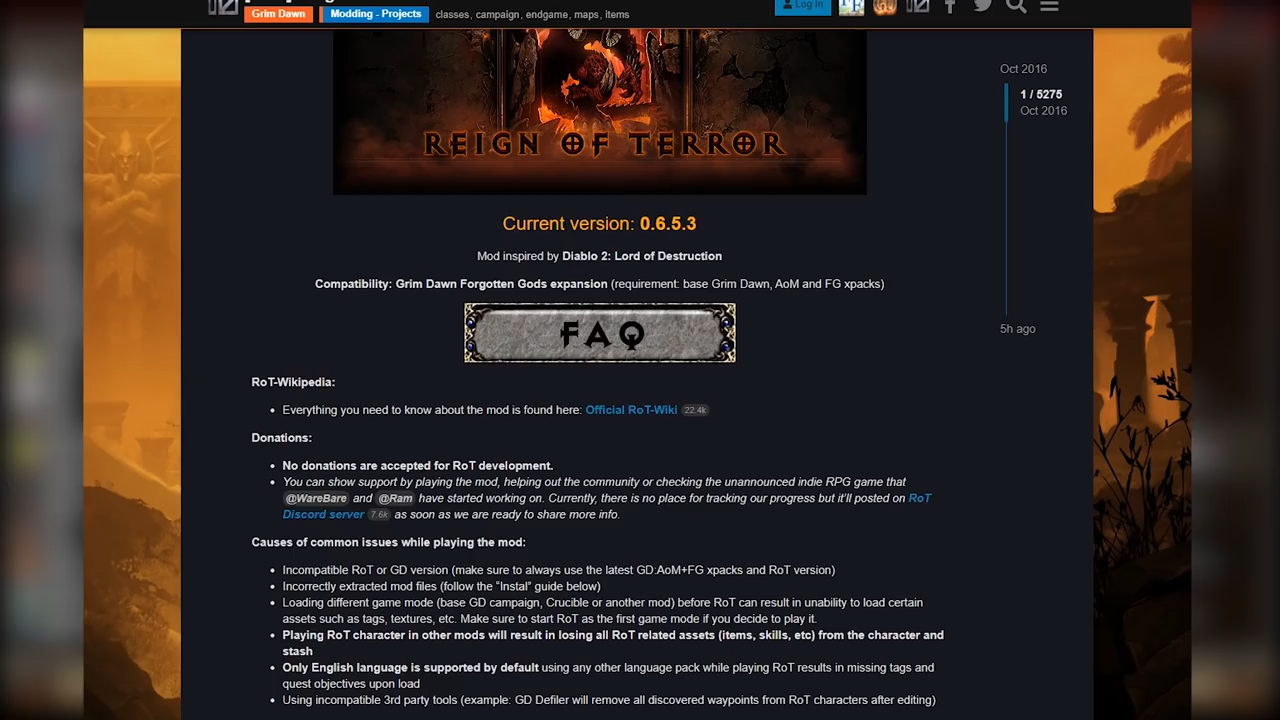 Grim Dawn Modding - Projects classes, campaign, endgame, maps, items
Log In
REIGN OF TERROR
Oct 2016
1 / 5275
Oct 2016
5h ago
Current version: 0.6.5.3
Mod inspired by Diablo 2: Lord of Destruction
Compatibility: Grim Dawn Forgotten Gods expansion (requirement: base Grim Dawn, AoM and FG xpacks)
FAQ
RoT-Wikipedia:
Everything you need to know about the mod is found here: Official RoT-Wiki 22.4k
Donations:
No donations are accepted for RoT development.
You can show support by playing the mod, helping out the community or checking the unannounced indie RPG game that
@WareBare and @Ram have started working on. Currently, there is no place for tracking our progress but it'll posted on RoT
Discord server 7.6k as soon as we are ready to share more info.
Causes of common issues while playing the mod:
Incompatible RoT or GD version (make sure to always use the latest GD:AoM+FG xpacks and RoT version)
Incorrectly extracted mod files (follow the “Instal” guide below)
Loading different game mode (base GD campaign, Crucible or another mod) before RoT can result in unability to load certain
assets such as tags, textures, etc. Make sure to start RoT as the first game mode if you decide to play it.
Playing RoT character in other mods will result in losing all RoT related assets (items, skills, etc) from the character and
stash
Only English language is supported by default using any other language pack while playing RoT results in missing tags and
quest objectives upon load
Using incompatible 3rd party tools (example: GD Defiler will remove all discovered waypoints from RoT characters after editing)